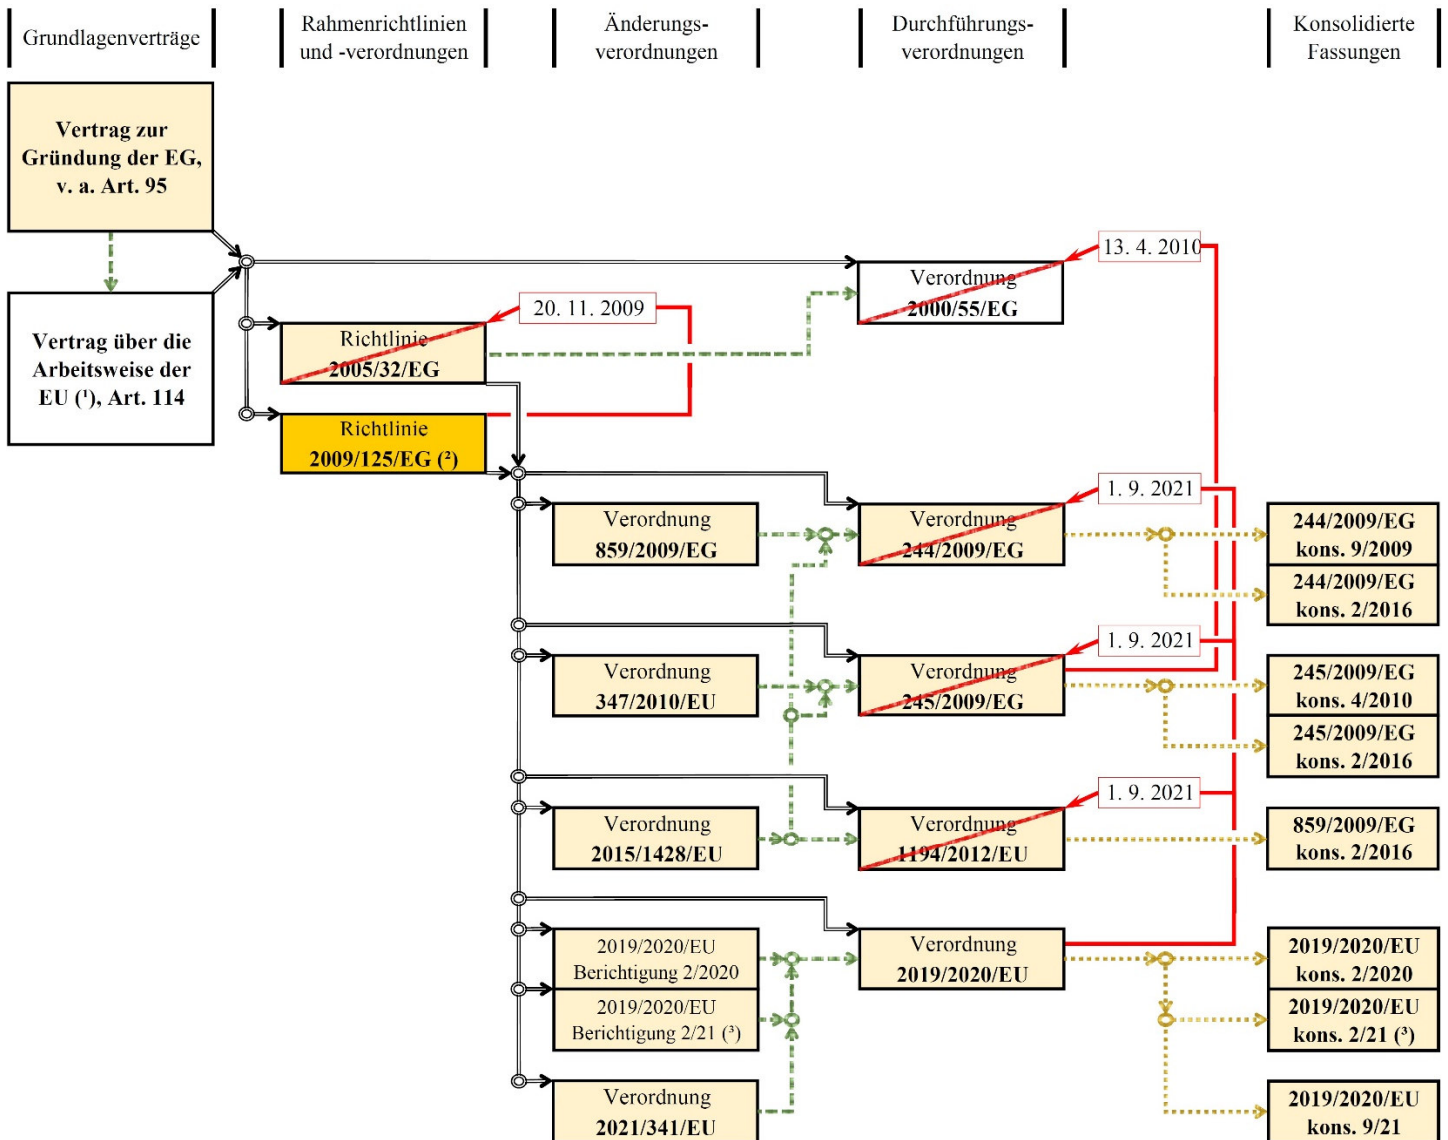 Grundlagenverträge
Rahmenrichtlinien
und -verordnungen
Änderungs-
verordnungen
Durchführungs-
verordnungen
Konsolidierte
Fassungen
Vertrag zur
Gründung der EG,
v. a. Art. 95
Vertrag über die
Arbeitsweise der
EU (¹), Art. 114
13. 4. 2010
Verordnung
2000/55/EG
20. 11. 2009
Richtlinie
2005/32/EG
Richtlinie
2009/125/EG (²)
1. 9. 2021
Verordnung
859/2009/EG
Verordnung
244/2009/EG
244/2009/EG
kons. 9/2009
244/2009/EG
kons. 2/2016
1. 9. 2021
Verordnung
347/2010/EU
Verordnung
245/2009/EG
245/2009/EG
kons. 4/2010
245/2009/EG
kons. 2/2016
1. 9. 2021
Verordnung
2015/1428/EU
Verordnung
1194/2012/EU
859/2009/EG
kons. 2/2016
2019/2020/EU
Berichtigung 2/2020
2019/2020/EU
Berichtigung 2/21 (³)
Verordnung
2019/2020/EU
2019/2020/EU
kons. 2/2020
2019/2020/EU
kons. 2/21 (³)
Verordnung
2021/341/EU
2019/2020/EU
kons. 9/21